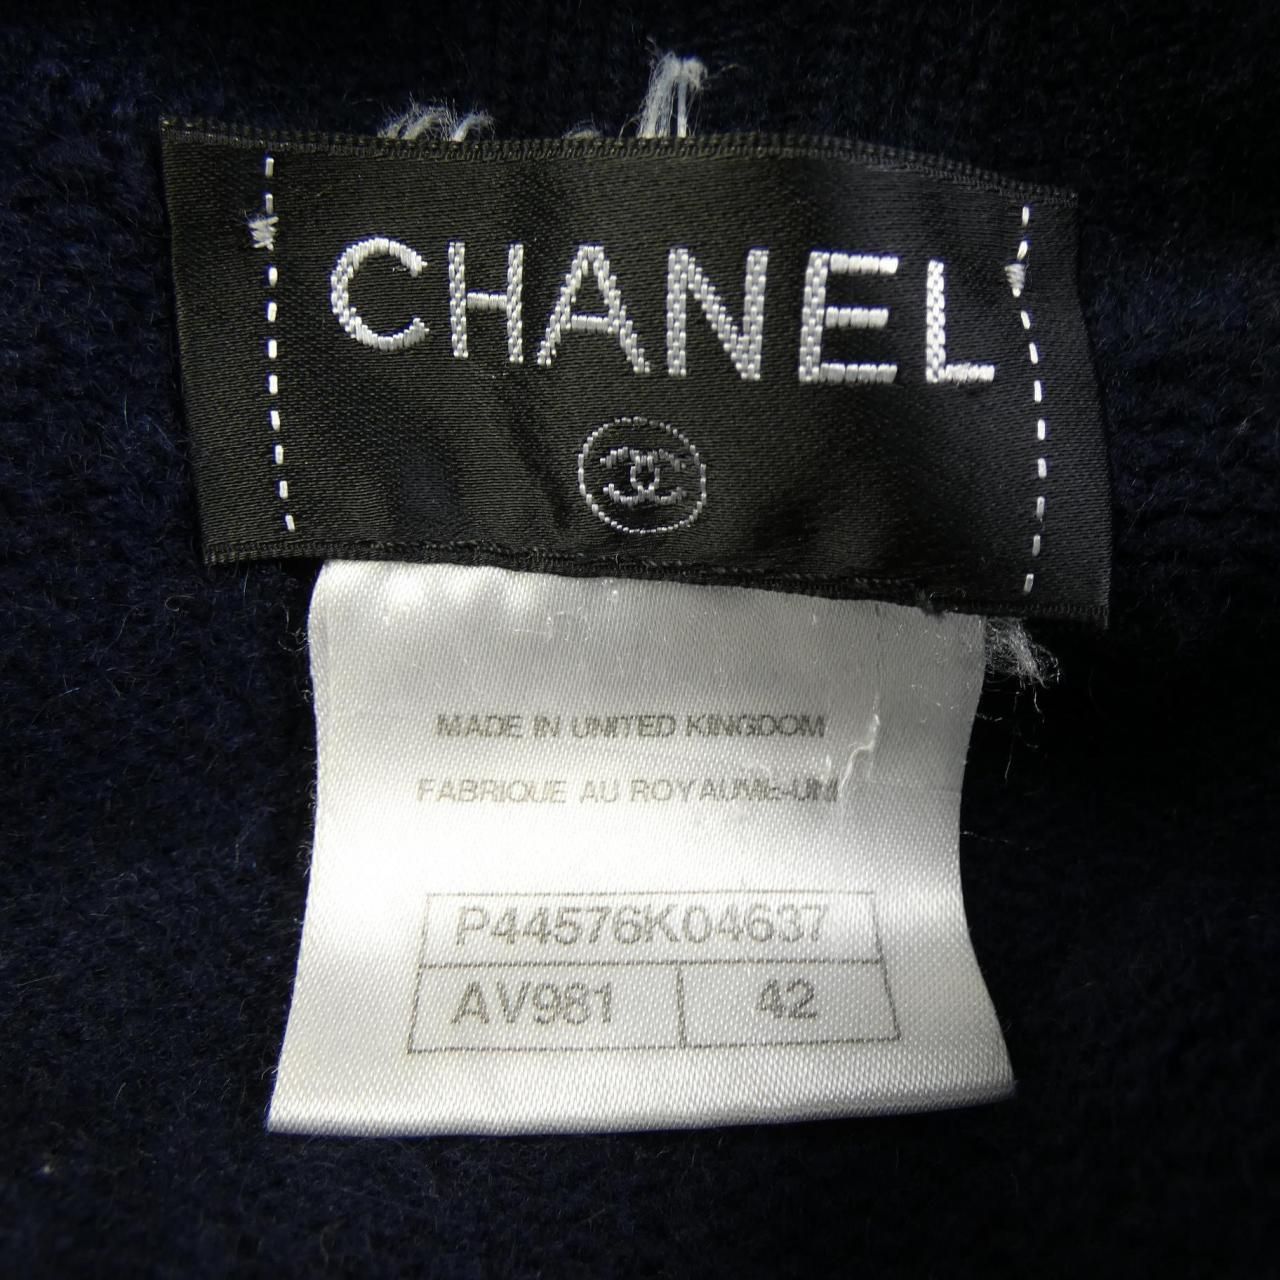 CHANEL
MADE IN UNITED KINGDOM
FABRIQUE AU ROYAUME-UNI
P44576K04637
AV981 42